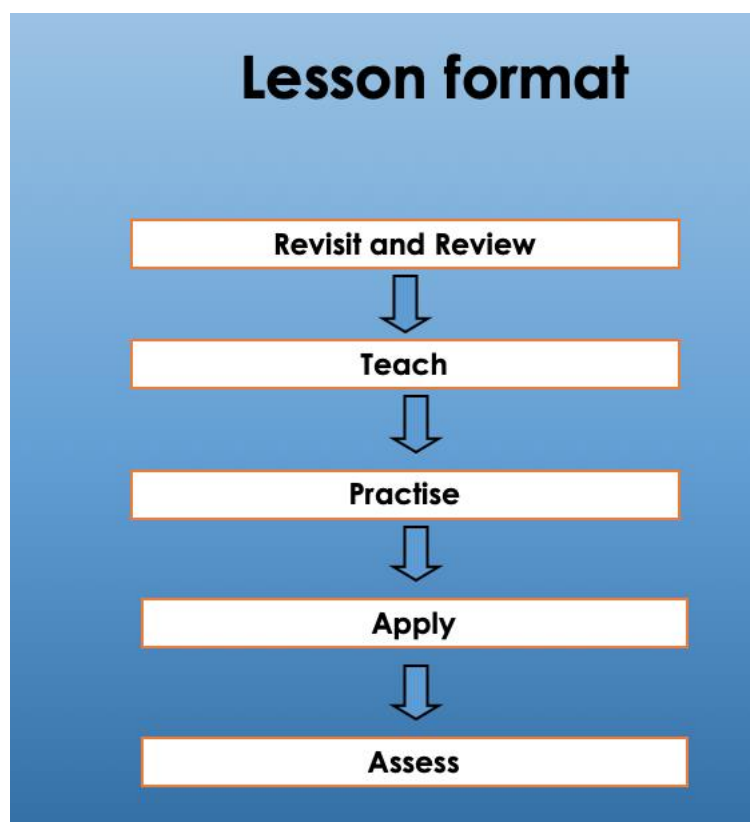 Lesson format
Revisit and Review
Teach
Practise
Apply
Assess